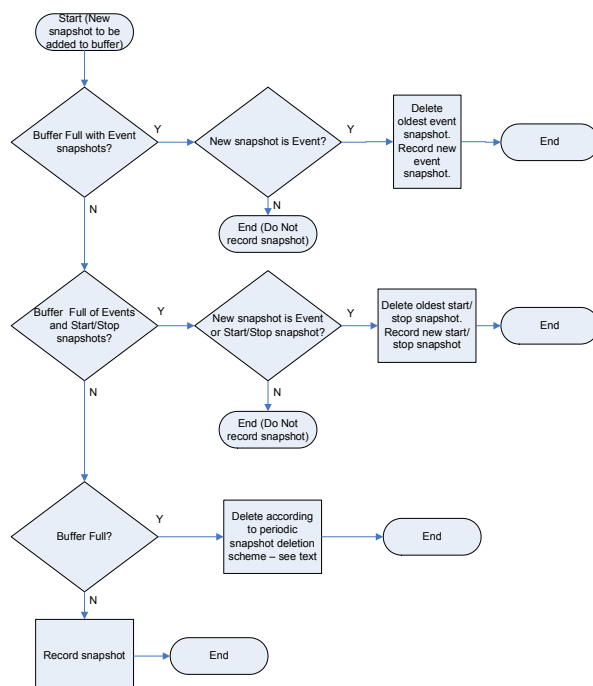 Start (New
snapshot to be
added to buffer)
Buffer Full with Event
snapshots?
Y
New snapshot is Event?
Y
Delete
oldest event
snapshot.
Record new
event
snapshot.
End
N
N
End (Do Not
record snapshot)
Buffer Full of Events
and Start/Stop
snapshots?
Y
New snapshot is Event
or Start/Stop snapshot?
Y
Delete oldest start/
stop snapshot.
Record new start/
stop snapshot
End
N
N
End (Do Not
record snapshot)
Buffer Full?
Y
Delete according
to periodic
snapshot deletion
scheme – see text
End
N
Record snapshot
End